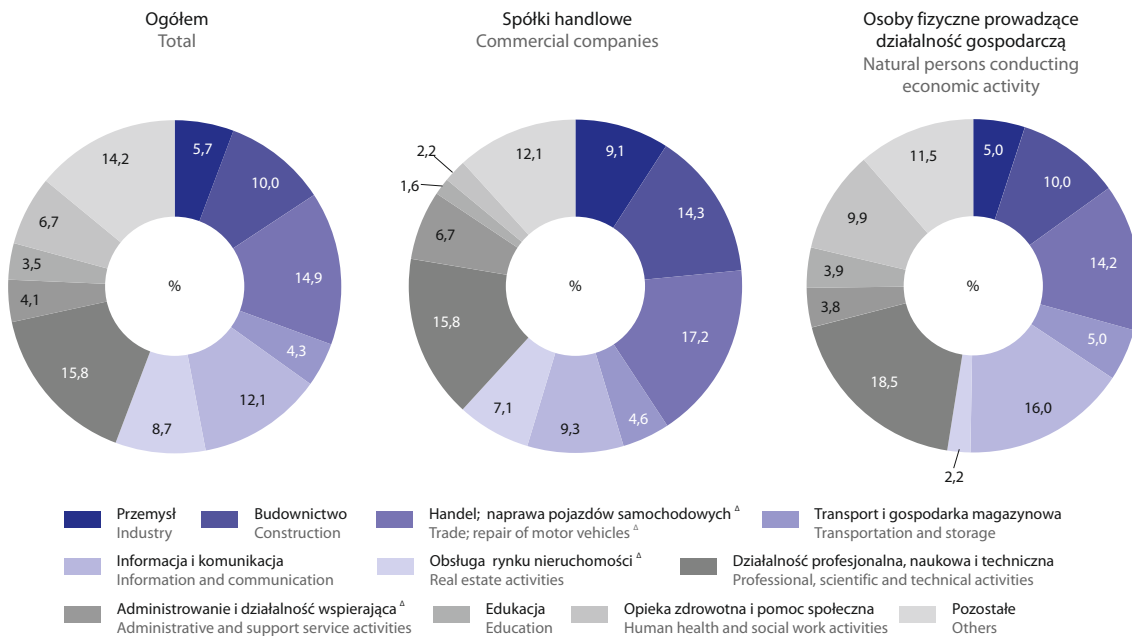 Ogółem
Total
Spółki handlowe
Commercial companies
Osoby fizyczne prowadzące
działalność gospodarczą
Natural persons conducting
economic activity
5,7
10,0
14,9
4,3
12,1
8,7
15,8
4,1
3,5
6,7
14,2
%
9,1
14,3
17,2
4,6
9,3
7,1
15,8
6,7
1,6
2,2
12,1
%
5,0
10,0
14,2
5,0
16,0
2,2
18,5
3,8
3,9
9,9
11,5
%
Przemysł
Industry
Budownictwo
Construction
Handel; naprawa pojazdów samochodowych Δ
Trade; repair of motor vehicles Δ
Transport i gospodarka magazynowa
Transportation and storage
Informacja i komunikacja
Information and communication
Obsługa rynku nieruchomości Δ
Real estate activities
Działalność profesjonalna, naukowa i techniczna
Professional, scientific and technical activities
Administrowanie i działalność wspierająca Δ
Administrative and support service activities
Edukacja
Education
Opieka zdrowotna i pomoc społeczna
Human health and social work activities
Pozostałe
Others